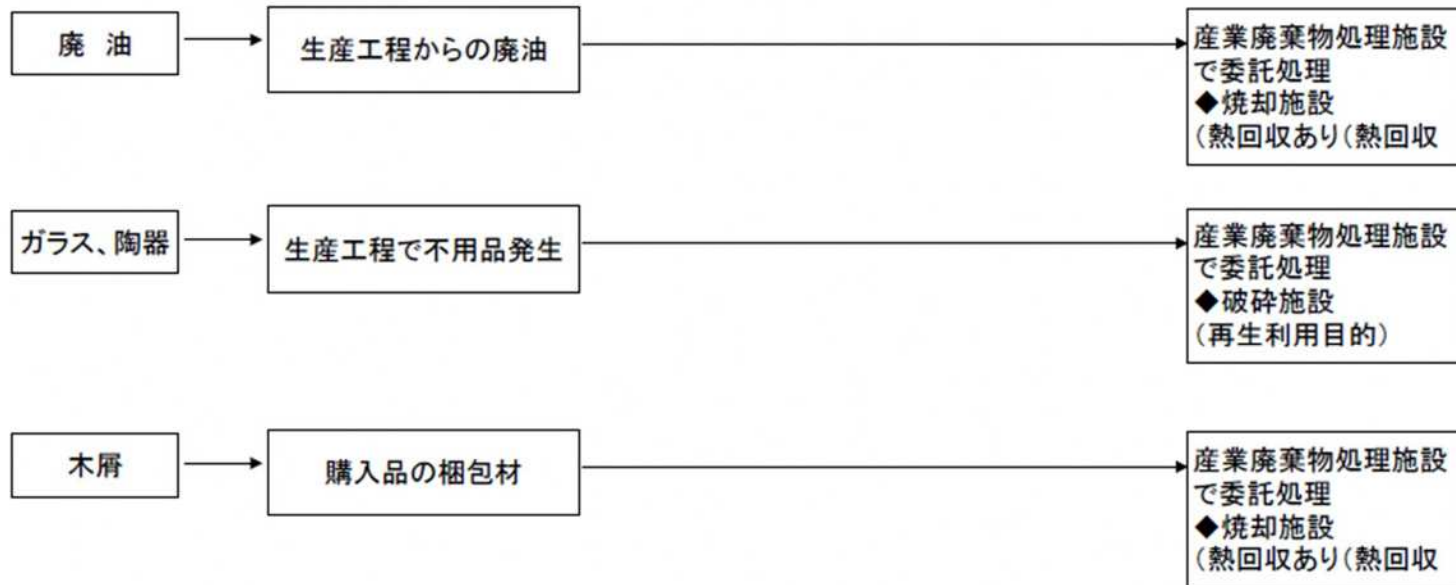 廃 油
生産工程からの廃油
産業廃棄物処理施設
で委託処理
◆焼却施設
(熱回収あり(熱回収
ガラス、陶器
生産工程で不用品発生
産業廃棄物処理施設
で委託処理
◆破砕施設
(再生利用目的)
木屑
購入品の梱包材
産業廃棄物処理施設
で委託処理
◆焼却施設
(熱回収あり(熱回収